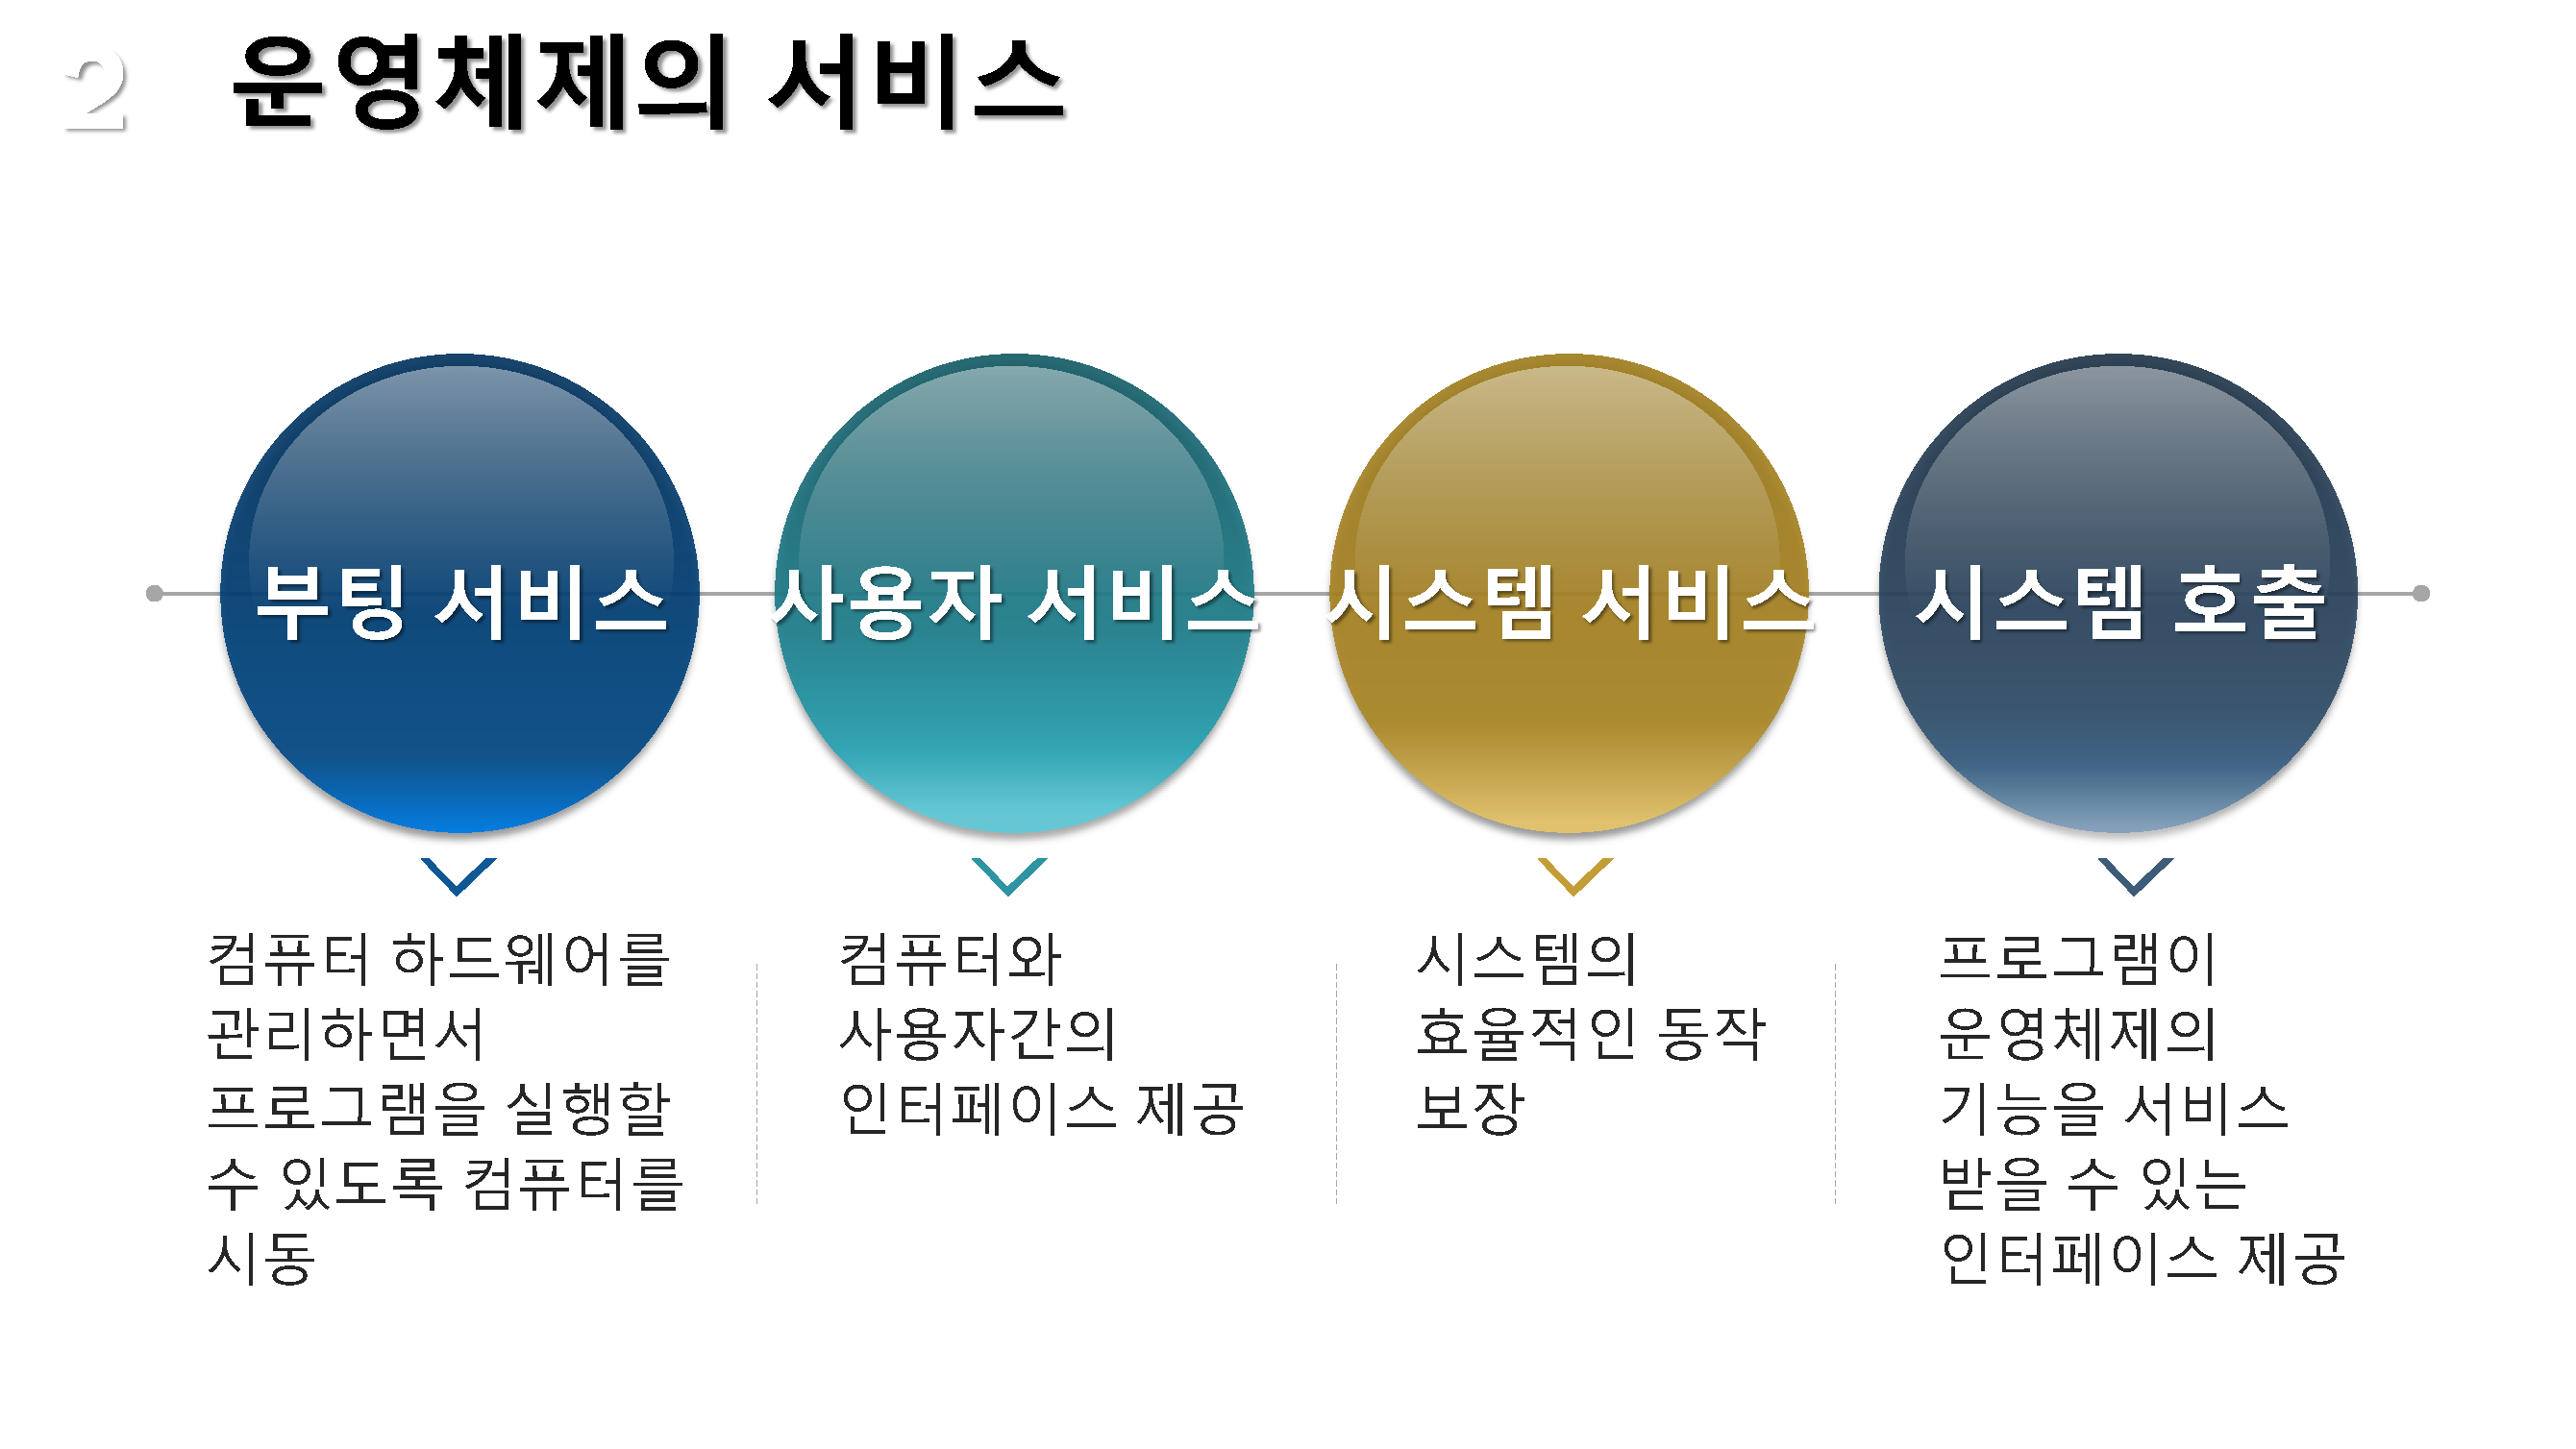 2 운영체제의 서비스
부팅 서비스
사용자 서비스
시스템 서비스
시스템 호출
컴퓨터 하드웨어를
관리하면서
프로그램을 실행할
수 있도록 컴퓨터를
시동
컴퓨터와
사용자간의
인터페이스 제공
시스템의
효율적인 동작
보장
프로그램이
운영체제의
기능을 서비스
받을 수 있는
인터페이스 제공